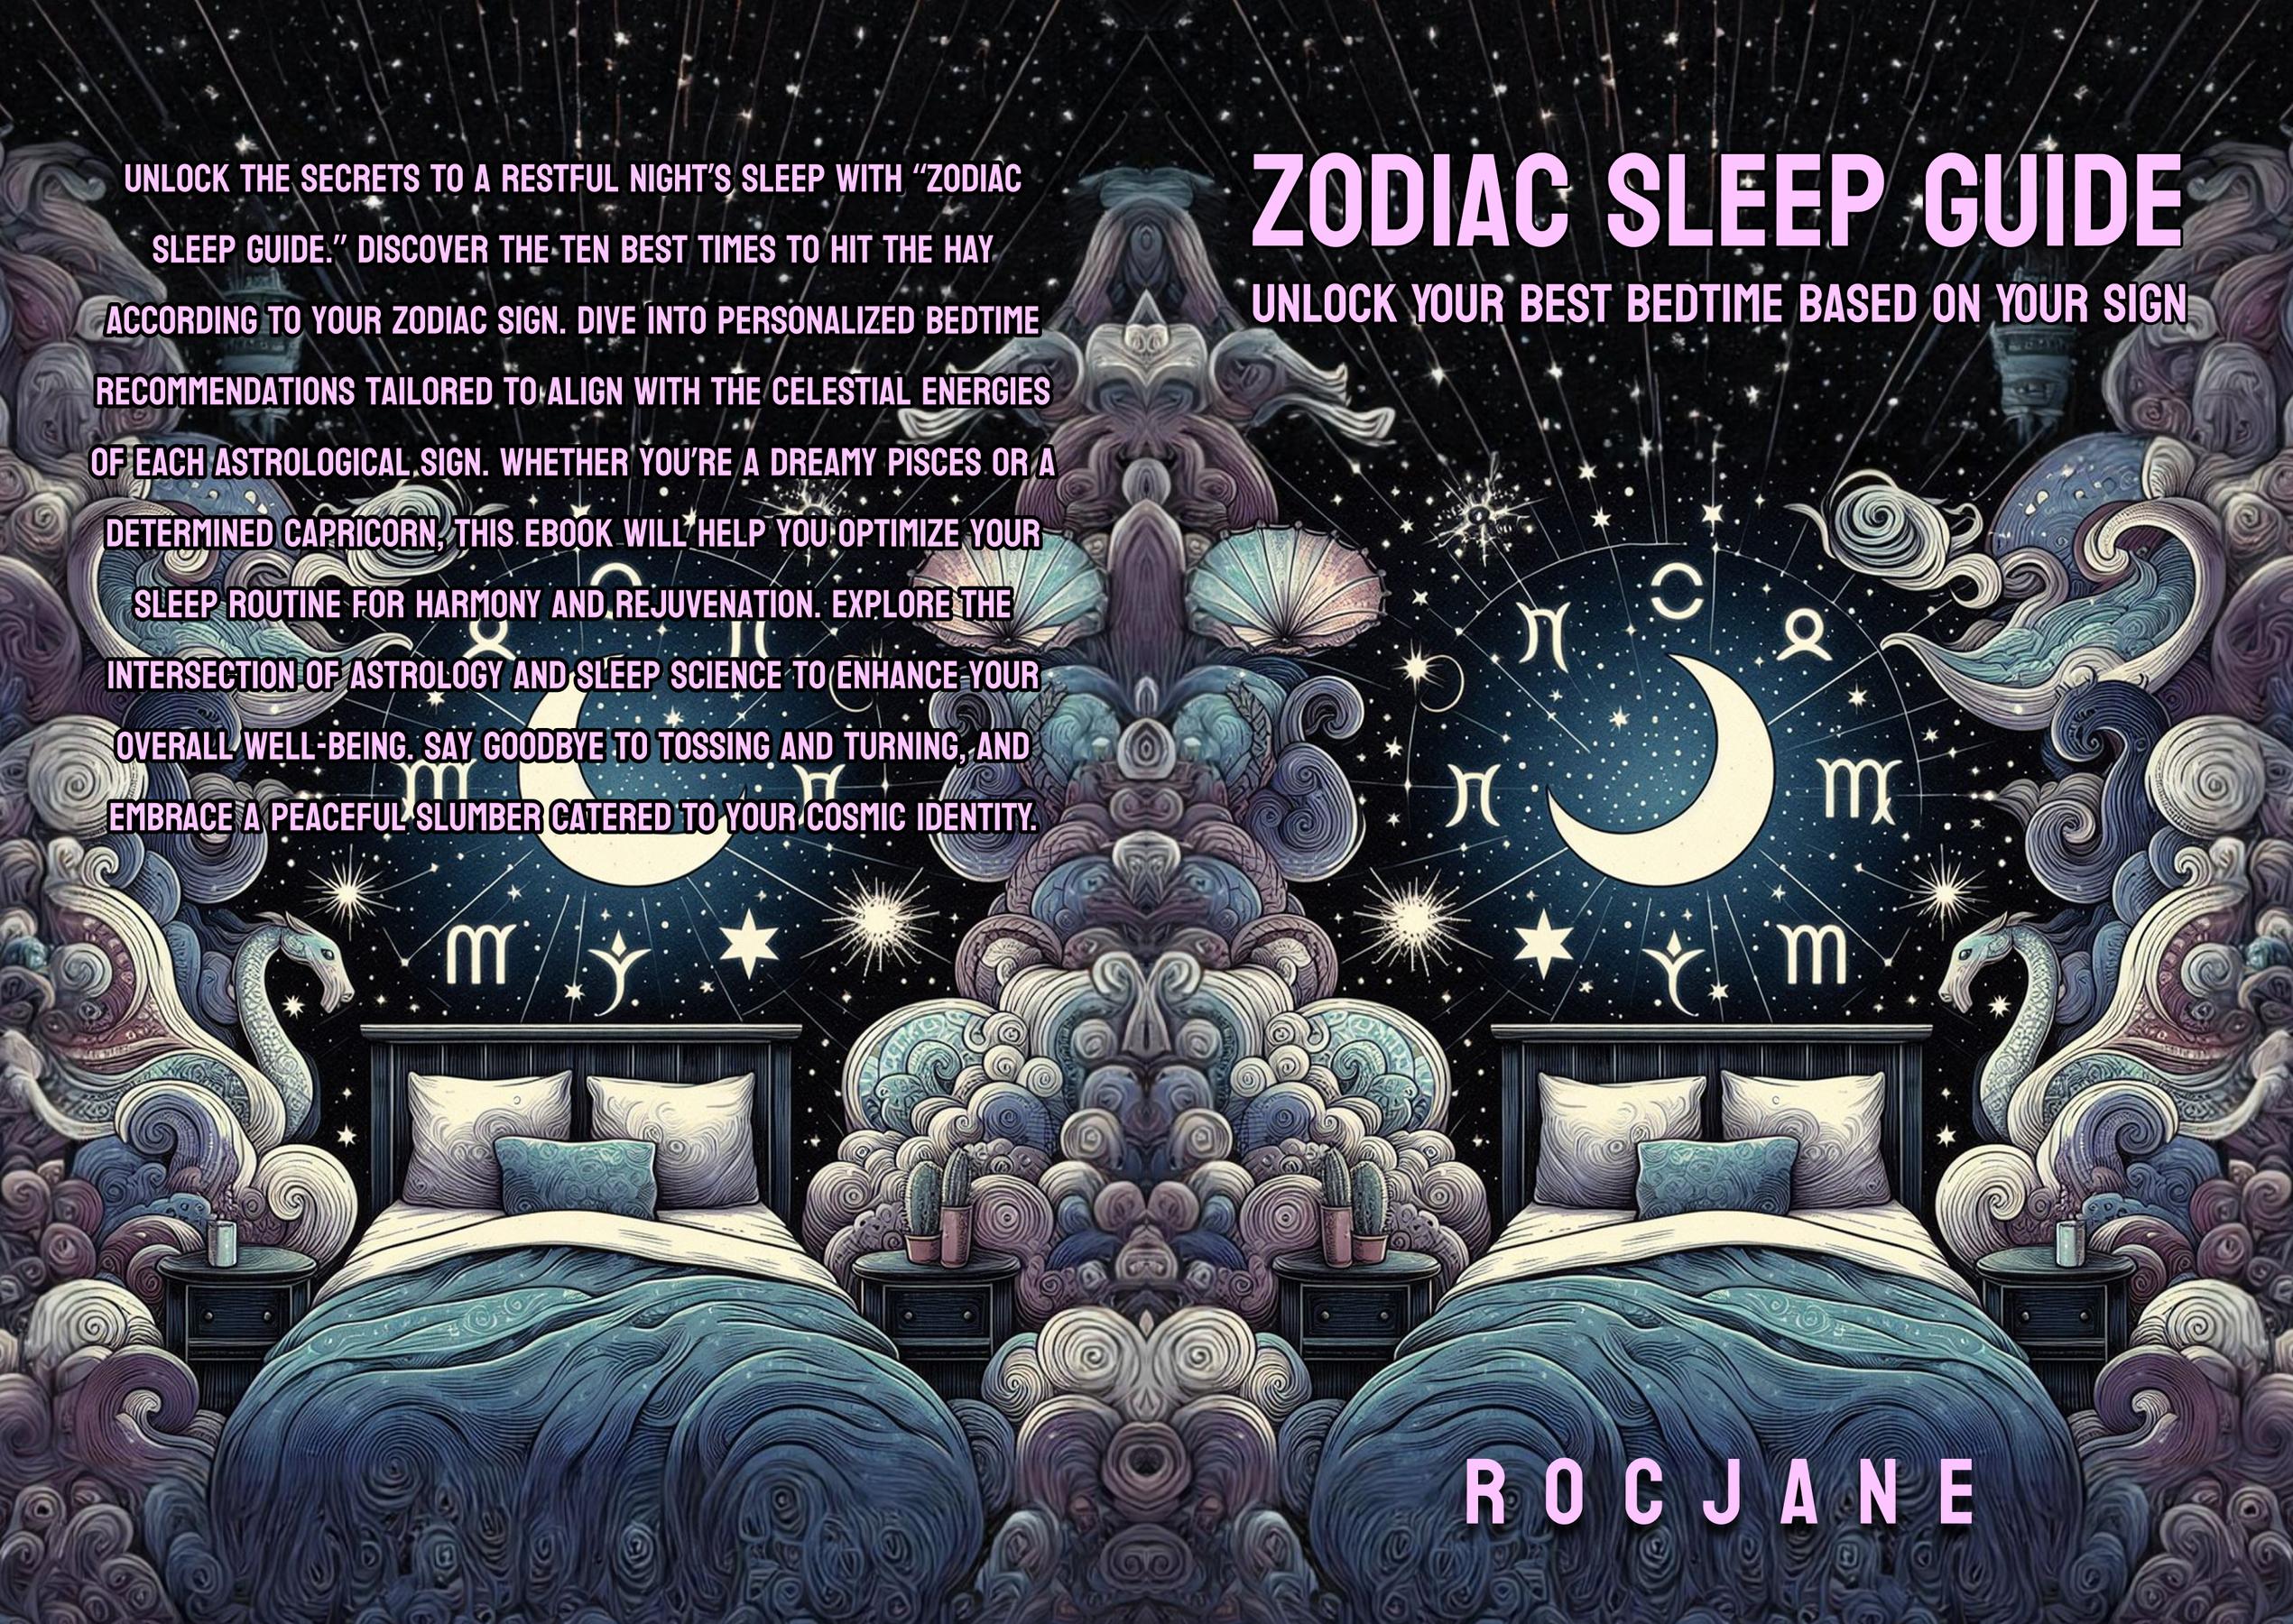 UNLOCK THE SECRETS TO A RESTFUL NIGHT'S SLEEP WITH “ZODIAC
SLEEP GUIDE.” DISCOVER THE TEN BEST TIMES TO HIT THE HAY
ACCORDING TO YOUR ZODIAC SIGN. DIVE INTO PERSONALIZED BEDTIME
RECOMMENDATIONS TAILORED TO ALIGN WITH THE CELESTIAL ENERGIES
OF EACH ASTROLOGICAL SIGN. WHETHER YOU'RE A DREAMY PISCES OR A
DETERMINED CAPRICORN, THIS EBOOK WILL HELP YOU OPTIMIZE YOUR
SLEEP ROUTINE FOR HARMONY AND REJUVENATION. EXPLORE THE
INTERSECTION OF ASTROLOGY AND SLEEP SCIENCE TO ENHANCE YOUR
OVERALL WELL-BEING. SAY GOODBYE TO TOSSING AND TURNING, AND
EMBRACE A PEACEFUL SLUMBER CATERED TO YOUR COSMIC IDENTITY.
ZODIAC SLEEP GUIDE
UNLOCK YOUR BEST BEDTIME BASED ON YOUR SIGN
ROCJANE